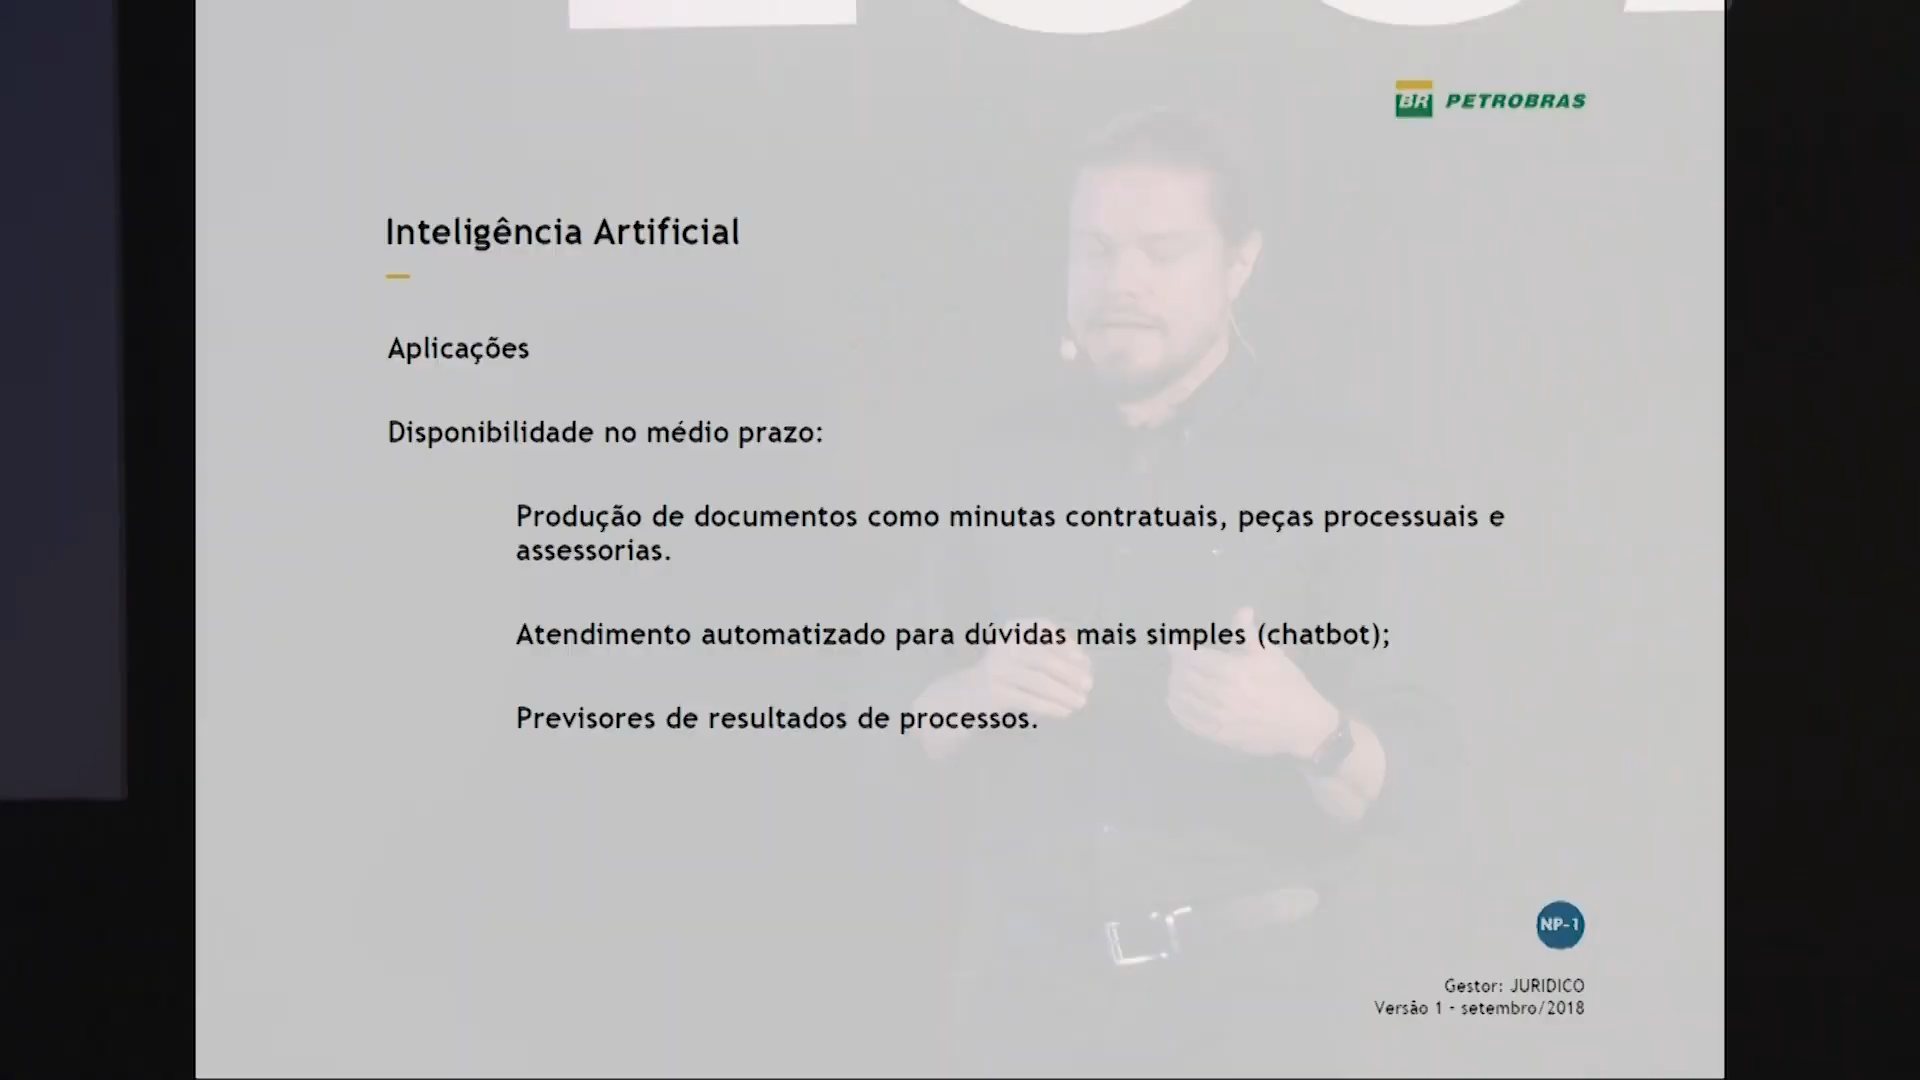 BR PETROBRAS
Inteligência Artificial
Aplicações
Disponibilidade no médio prazo:
Produção de documentos como minutas contratuais, peças processuais e
assessorias.
Atendimento automatizado para dúvidas mais simples (chatbot);
Previsores de resultados de processos.
NP-1
Gestor: JURIDICO
Versão 1 - setembro/2018